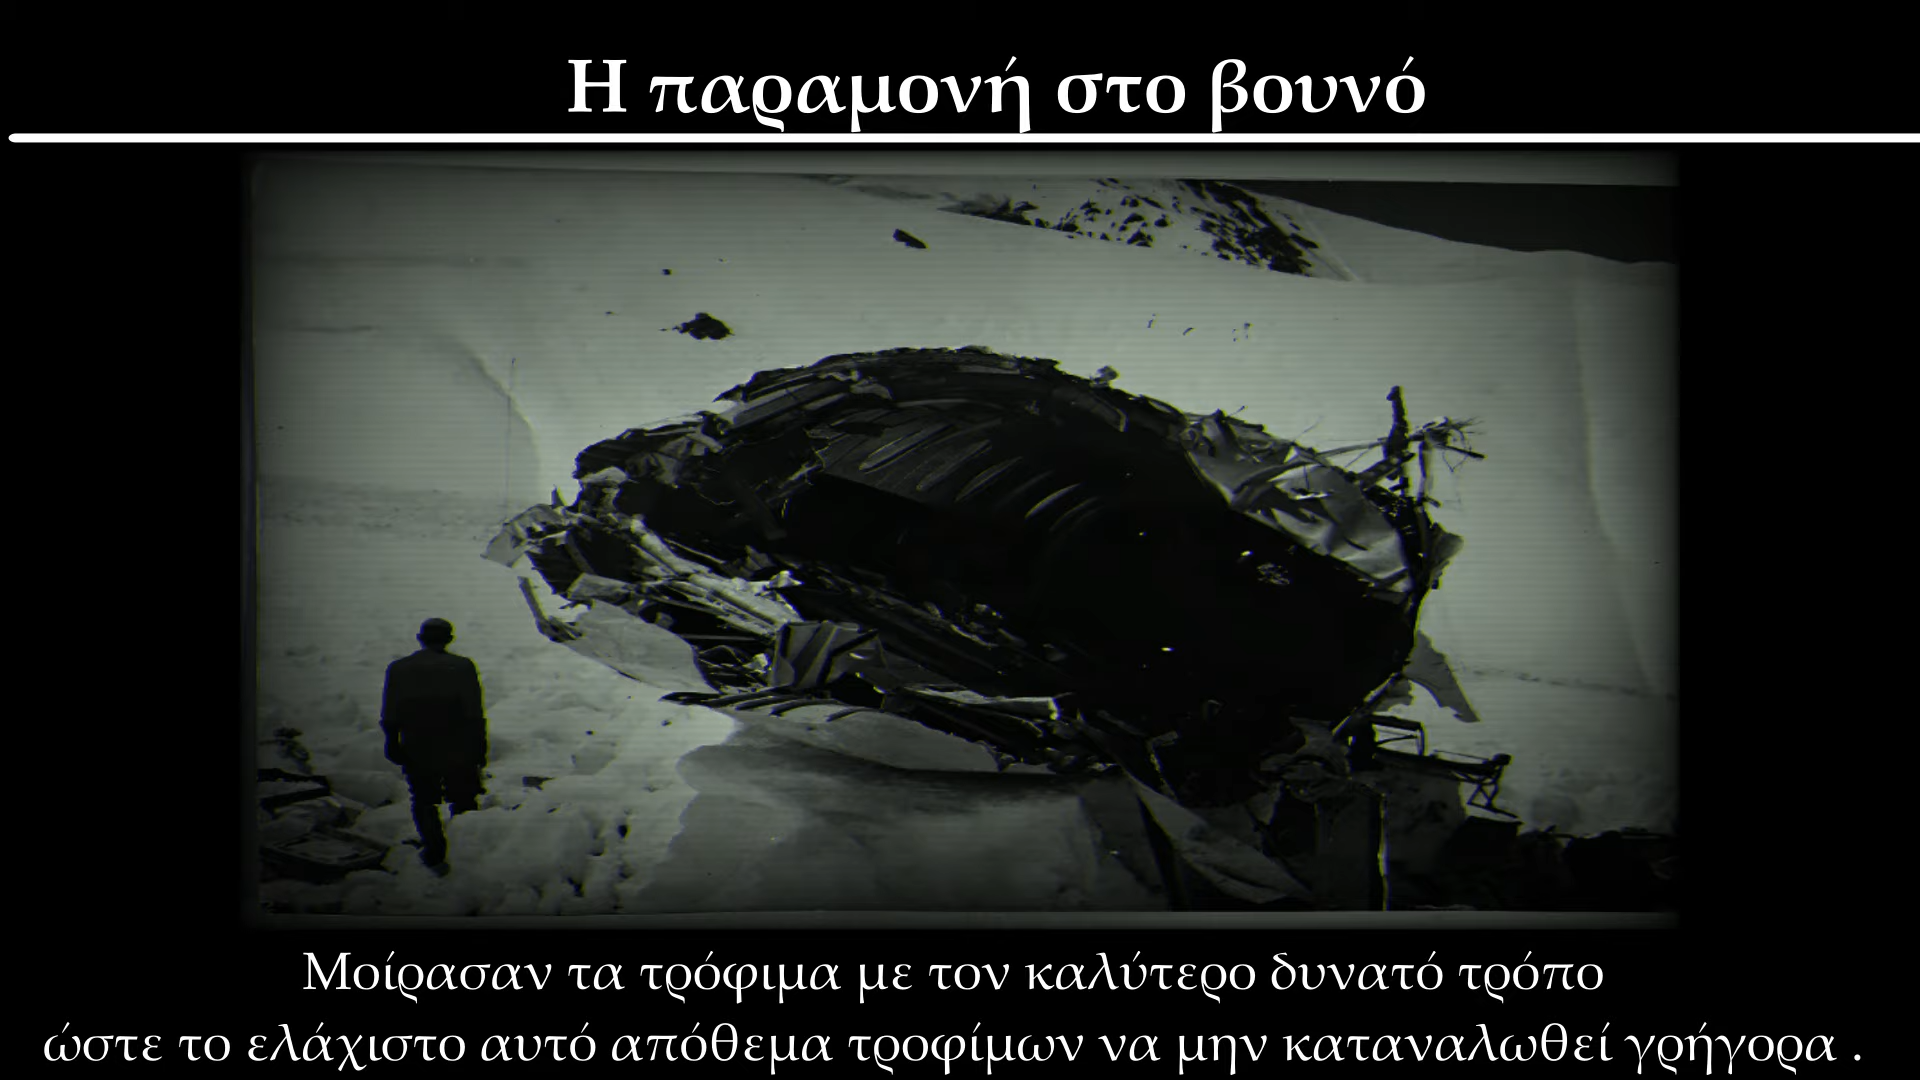 Η παραμονή στο βουνό
Μοίρασαν τα τρόφιμα με τον καλύτερο δυνατό τρόπο
ώστε το ελάχιστο αυτό απόθεμα τροφίμων να μην καταναλωθεί γρήγορα .